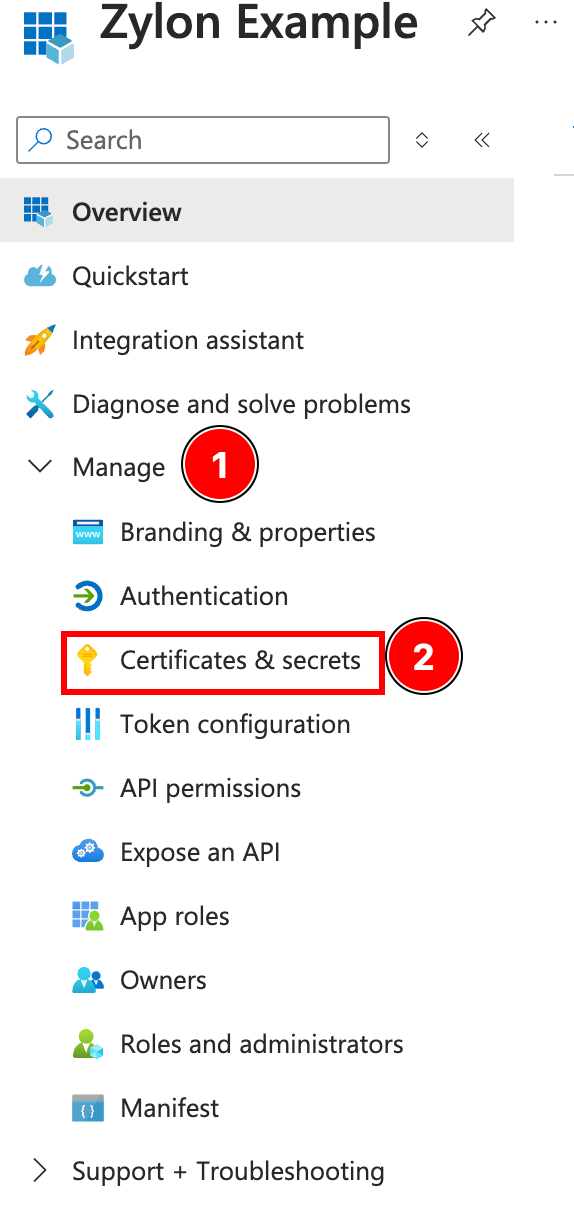 Zylon Example
Search
Overview
Quickstart
Integration assistant
Diagnose and solve problems
Manage
1
Branding & properties
Authentication
Certificates & secrets
2
Token configuration
API permissions
Expose an API
App roles
Owners
Roles and administrators
Manifest
Support + Troubleshooting